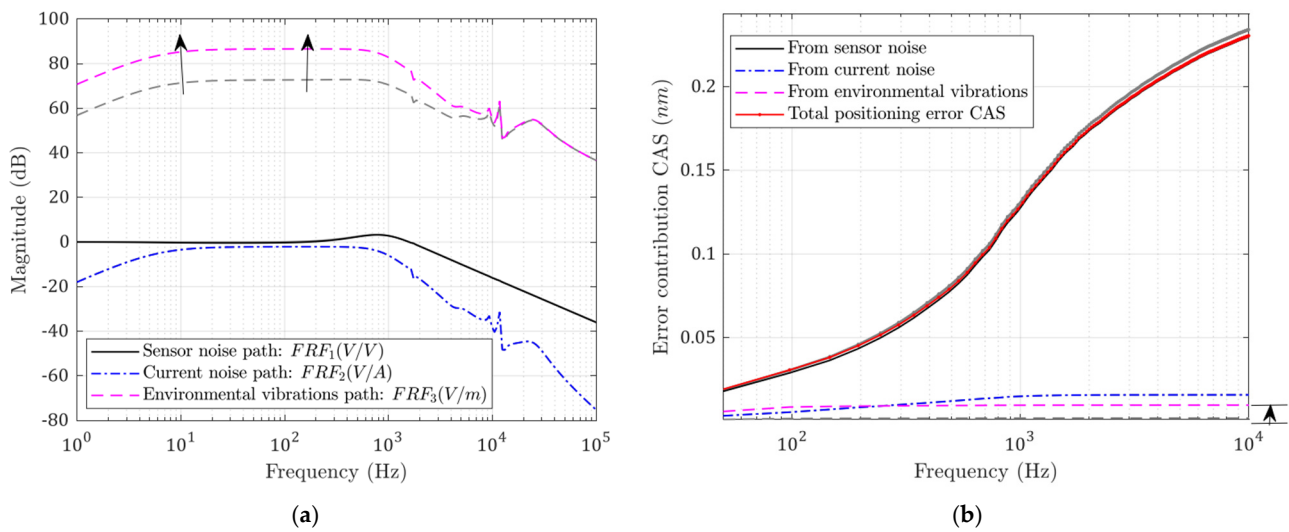 100
80
60
40
20
0
-20
-40
-60
-80
Magnitude (dB)
Sensor noise path: FRF₁(V/V)
Current noise path: FRF₂(V/A)
Environmental vibrations path: FRF₃(V/m)
10⁰ 10¹ 10² 10³ 10⁴ 10⁵
Frequency (Hz)
(a)
From sensor noise
From current noise
From environmental vibrations
Total positioning error CAS
0.2
0.15
0.1
0.05
Error contribution CAS (nm)
10² 10³ 10⁴
Frequency (Hz)
(b)